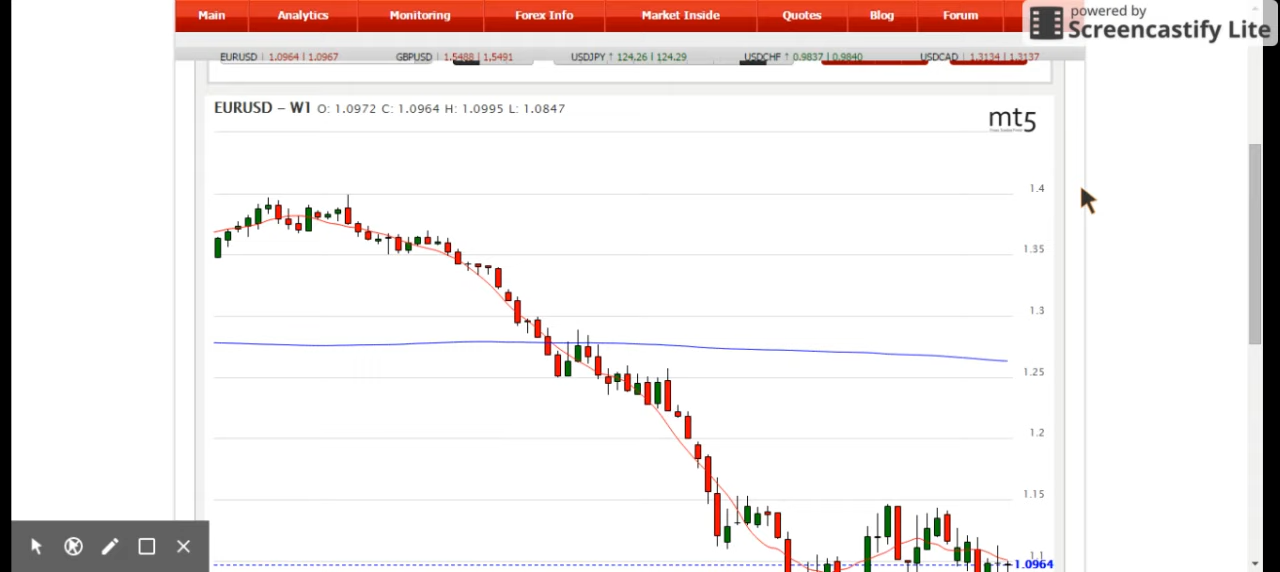 Main Analytics Monitoring Forex Info Market Inside Quotes Blog Forum
powered by
Screencastify Lite
EURUSD | 1.0964 | 1.0967 GBPUSD | 1.5488 | 1.5491 USDJPY ↑ 124,26 | 124.29 USDCHF ↑ 0.9837 | 0.9840 USDCAD | 1.3134 | 1.3137
EURUSD – W1 O: 1.0972 C: 1.0964 H: 1.0995 L: 1.0847
mt5
1.4
1.35
1.3
1.25
1.2
1.15
1.1
1.0964